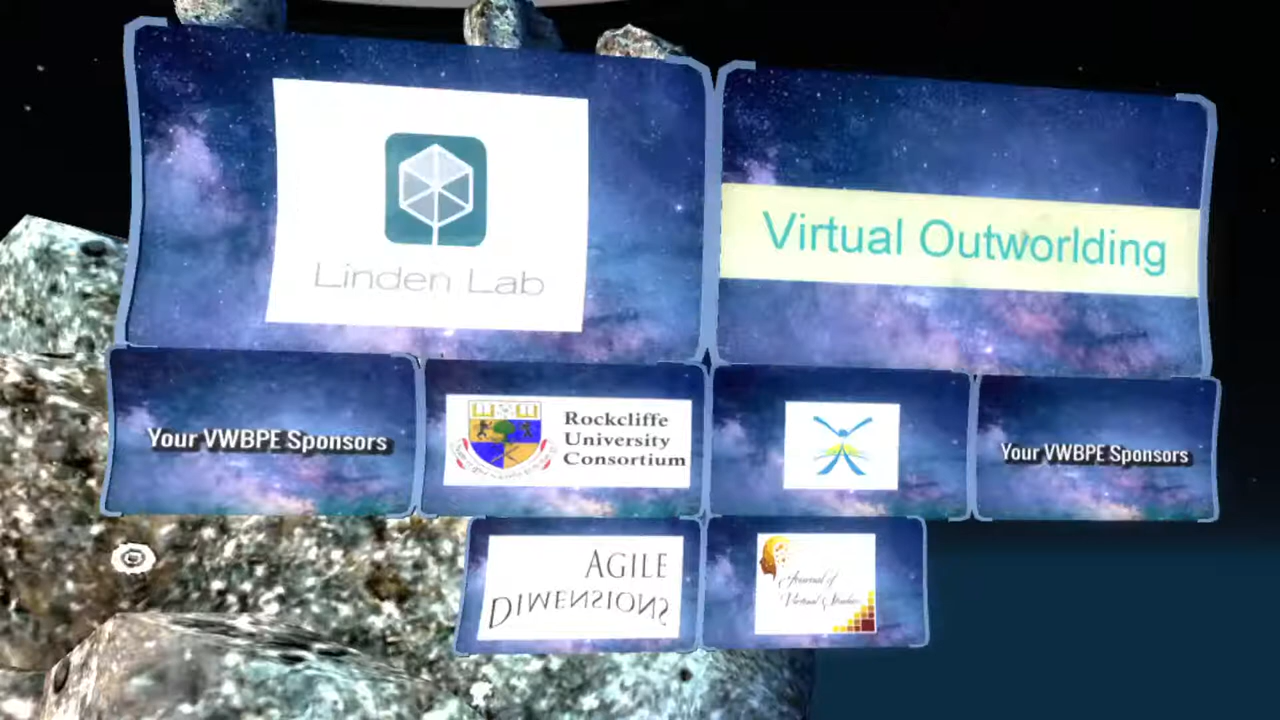 Linden Lab
Virtual Outworlding
Your VWBPE Sponsors
Rockcliffe
University
Consortium
Your VWBPE Sponsors
AGILE
DIMENSIONS
Journal of
Virtual Studies